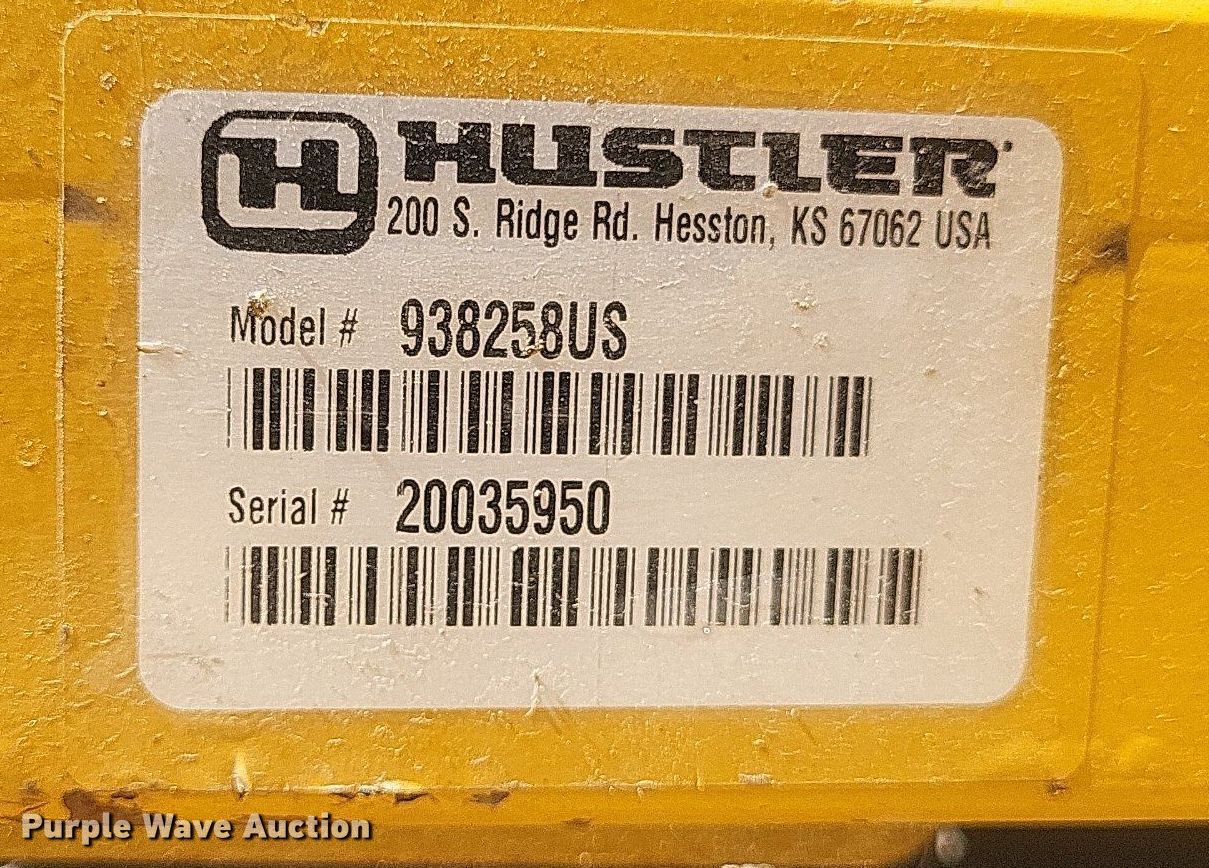 H HUSTLER
200 S. Ridge Rd. Hesston, KS 67062 USA
Model # 938258US
Serial # 20035950
Purple Wave Auction